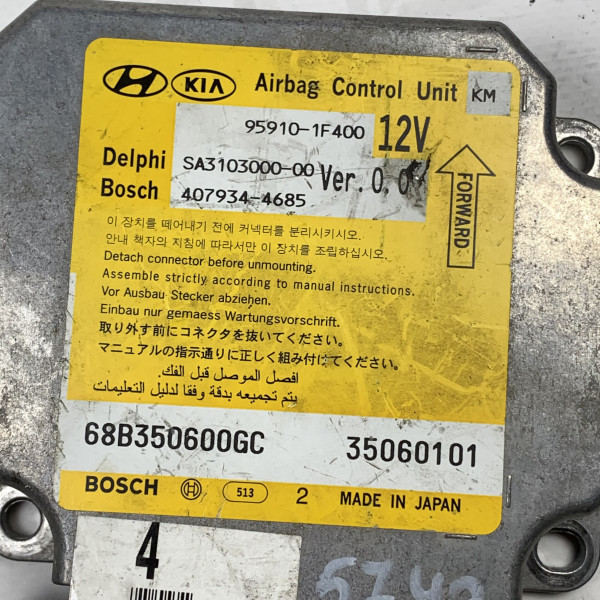 HYUNDAI KIA Airbag Control Unit KM
95910-1F400 12V
Delphi SA3103000-00 Ver. 0,0
Bosch 407934-4685
FORWARD
이 장치를 떼어내기 전에 커넥터를 분리시키시오.
안내 책자의 지침에 따라서만 이 장치를 조립하십시오.
Detach connector before unmounting.
Assemble strictly according to manual instructions.
Vor Ausbau Stecker abziehen.
Einbau nur gemaess Wartungsvorschrift.
取り外す前にコネクタを抜いてください。
マニュアルの指示通りに正しく組み付けてください。
افصل الموصل قبل الفك.
يتم تجميعه بدقة وفقا لدليل التعليمات
68B350600GC 35060101
BOSCH 513 2 MADE IN JAPAN
4